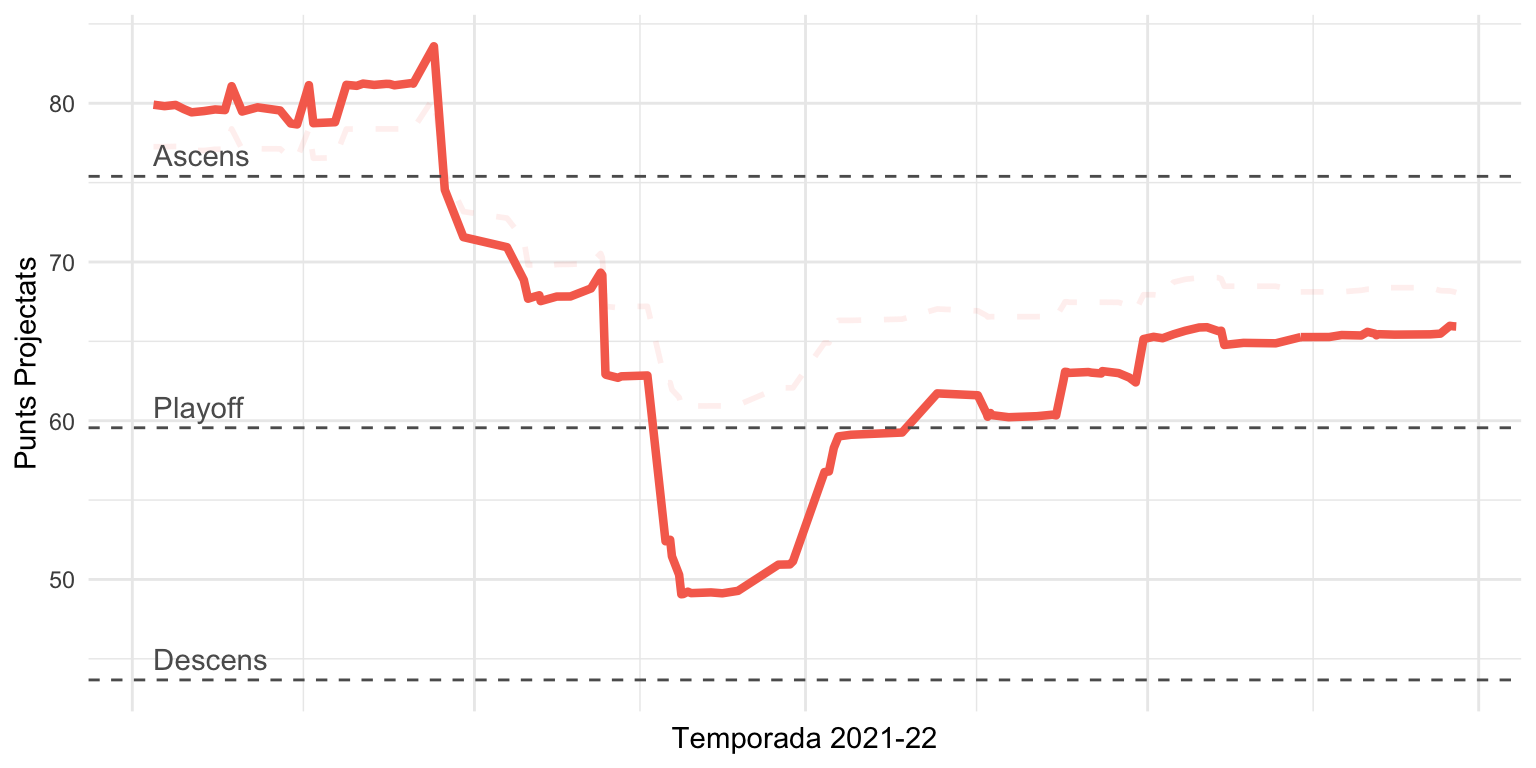 80
Ascens
70
Punts Projectats
Playoff
60
50
Descens
Temporada 2021-22